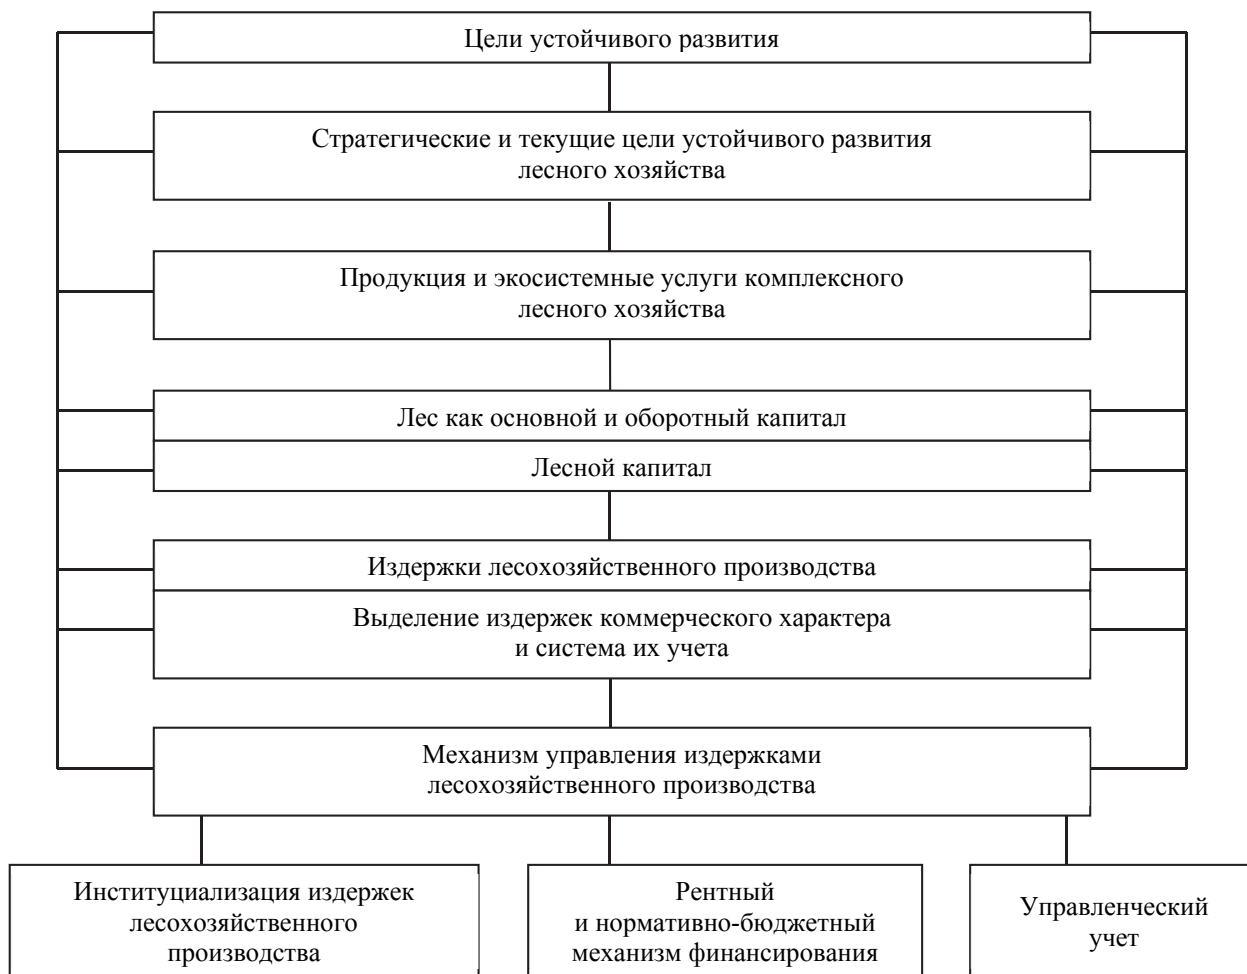 Цели устойчивого развития
Стратегические и текущие цели устойчивого развития
лесного хозяйства
Продукция и экосистемные услуги комплексного
лесного хозяйства
Лес как основной и оборотный капитал
Лесной капитал
Издержки лесохозяйственного производства
Выделение издержек коммерческого характера
и система их учета
Механизм управления издержками
лесохозяйственного производства
Институциализация издержек
лесохозяйственного
производства
Рентный
и нормативно-бюджетный
механизм финансирования
Управленческий
учет